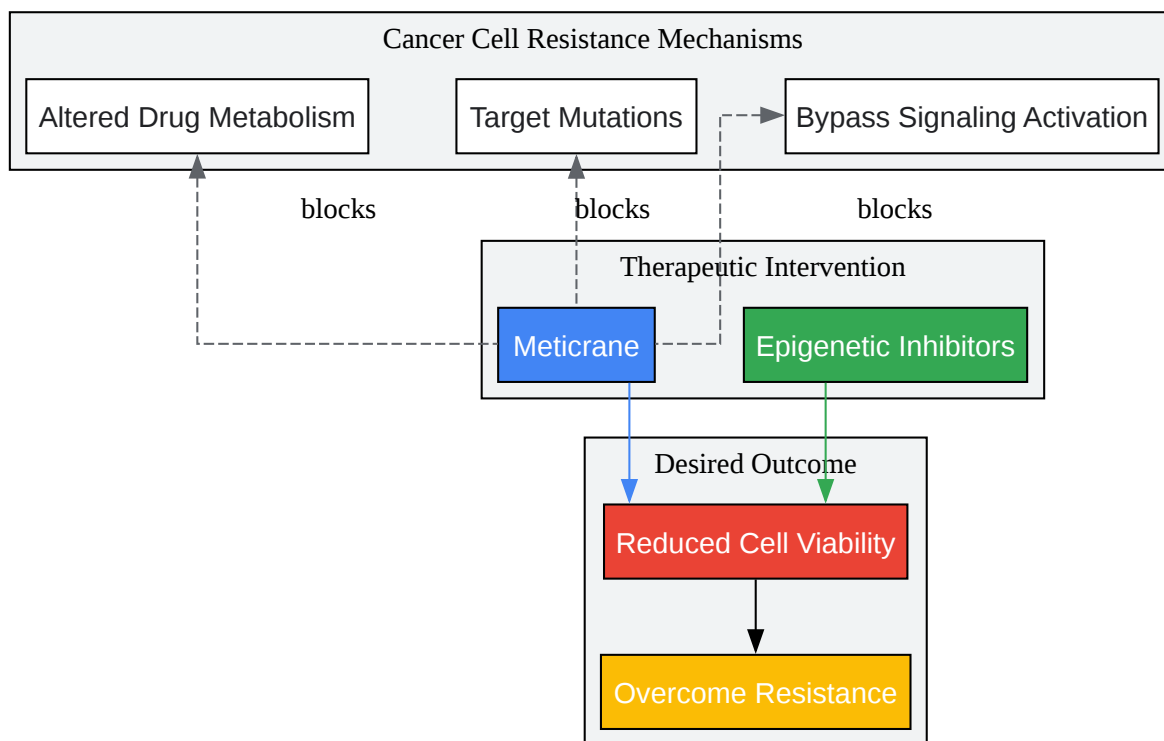 Cancer Cell Resistance Mechanisms
Altered Drug Metabolism
Target Mutations
Bypass Signaling Activation
blocks
blocks
blocks
Therapeutic Intervention
Meticrane
Epigenetic Inhibitors
Desired Outcome
Reduced Cell Viability
Overcome Resistance